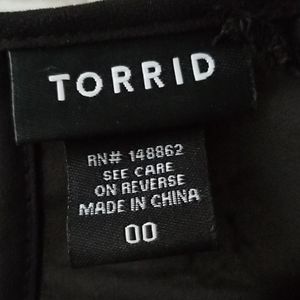 TORRID
RN# 148862
SEE CARE
ON REVERSE
MADE IN CHINA
00